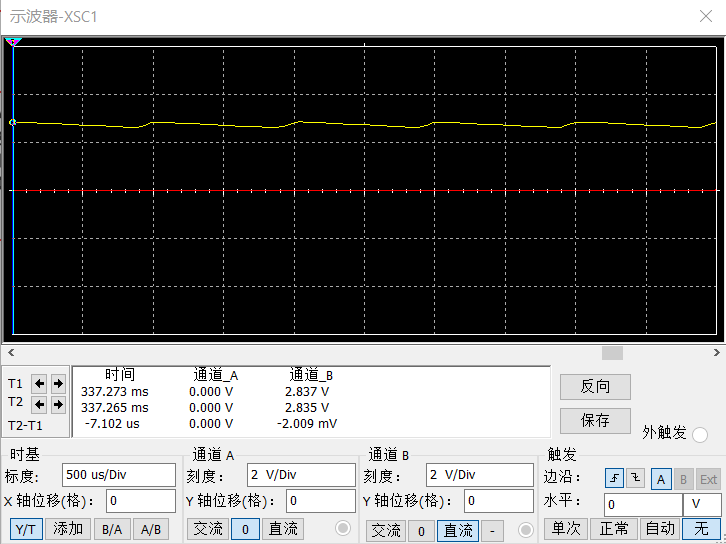 示波器-XSC1
时间 通道_A 通道_B
T1 337.273 ms 0.000 V 2.837 V
T2 337.265 ms 0.000 V 2.835 V
T2-T1 -7.102 us 0.000 V -2.009 mV
反向
保存
外触发
时基
标度: 500 us/Div
X 轴位移(格): 0
Y/T 添加 B/A A/B
通道 A
刻度: 2 V/Div
Y 轴位移(格): 0
交流 0 直流
通道 B
刻度: 2 V/Div
Y 轴位移(格): 0
交流 0 直流 -
触发
边沿: A B Ext
水平: 0 V
单次 正常 自动 无